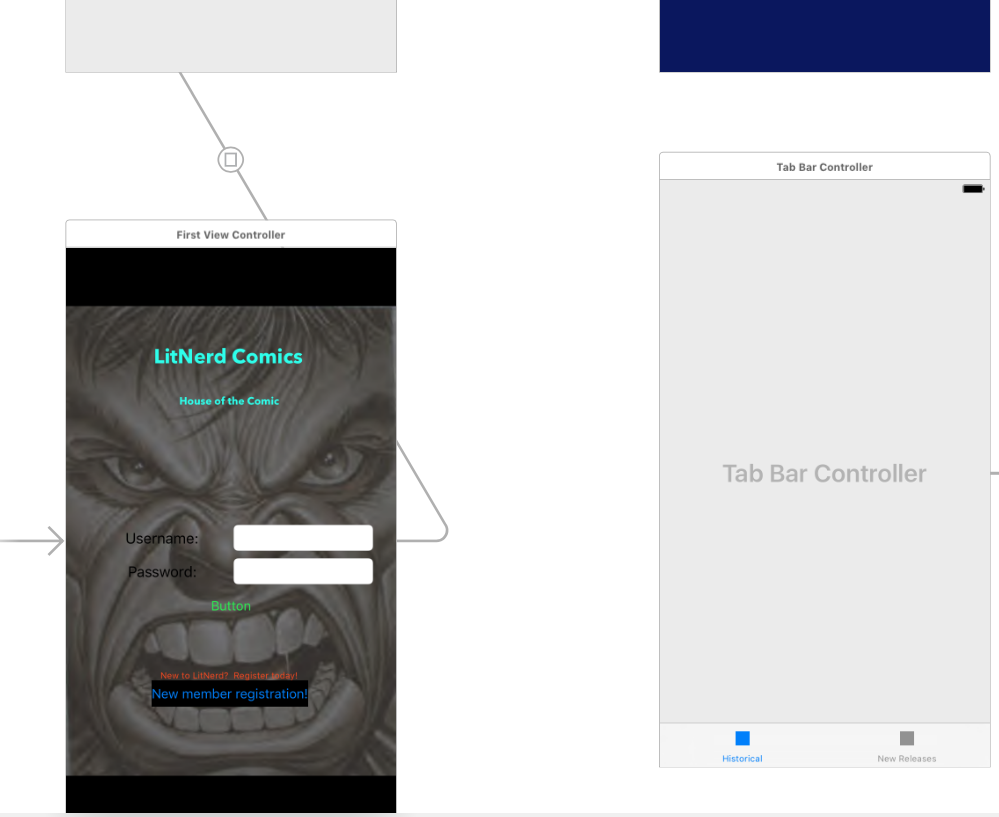 Tab Bar Controller
First View Controller
LitNerd Comics
House of the Comic
Username:
Password:
Button
New to LitNerd?  Register today!
New member registration!
Tab Bar Controller
Historical
New Releases